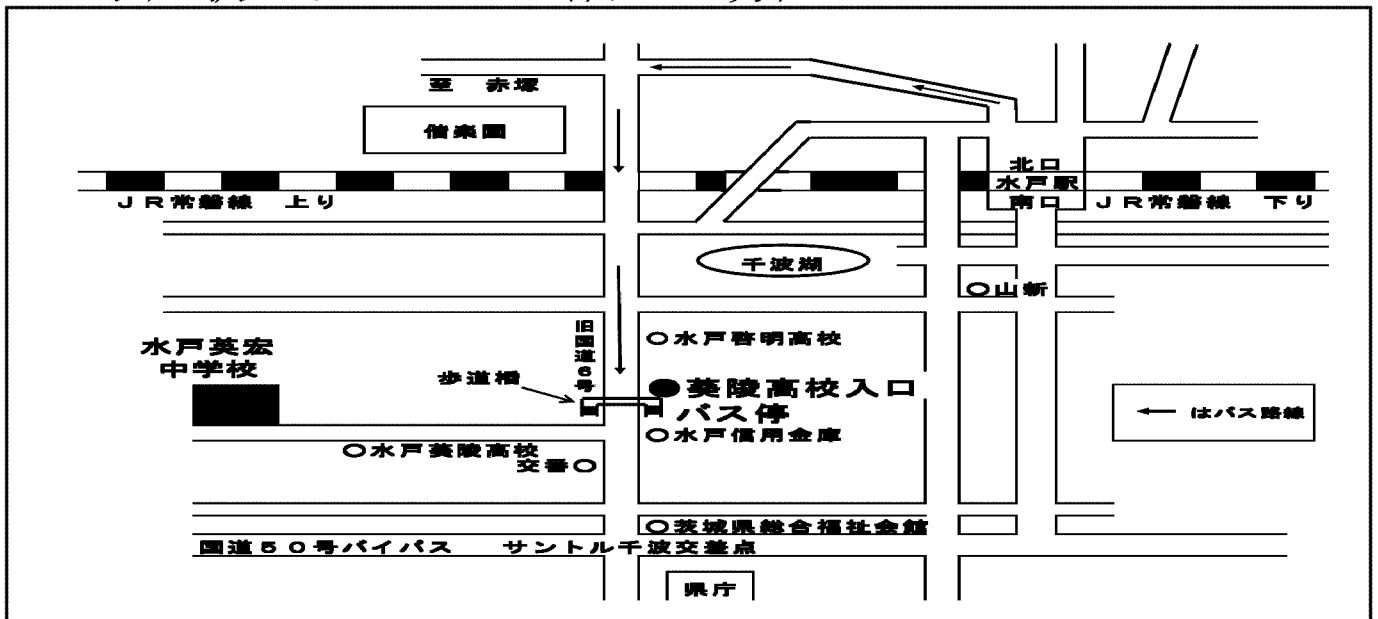 至 赤塚
偕楽園
北口
水戸駅
南口
JR常磐線 上り
JR常磐線 下り
千波湖
山新
旧国道6号
水戸啓明高校
水戸英宏
中学校
歩道橋
葵陵高校入口
バス停
← はバス路線
水戸信用金庫
水戸葵陵高校
交番
茨城県総合福祉会館
国道50号バイパス サントル千波交差点
県庁